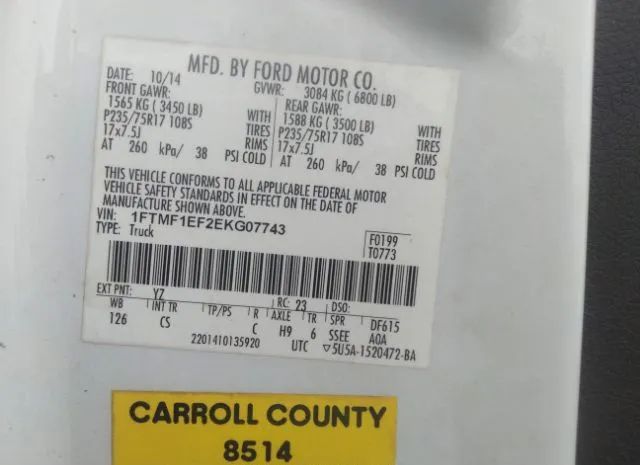 MFD. BY FORD MOTOR CO.
DATE: 10/14 GVWR: 3084 KG ( 6800 LB)
FRONT GAWR: REAR GAWR:
1565 KG ( 3450 LB) 1588 KG ( 3500 LB)
P235/75R17 108S WITH TIRES P235/75R17 108S WITH TIRES
17x7.5J RIMS 17x7.5J RIMS
AT 260 kPa/ 38 PSI COLD AT 260 kPa/ 38 PSI COLD
THIS VEHICLE CONFORMS TO ALL APPLICABLE FEDERAL MOTOR
VEHICLE SAFETY STANDARDS IN EFFECT ON THE DATE OF
MANUFACTURE SHOWN ABOVE.
VIN: 1FTMF1EF2EKG07743
TYPE: Truck
F0199
T0773
EXT PNT: YZ RC: 23 DSO:
WB INT TR TP/PS R AXLE TR SPR DF615
126 CS C H9 6 SSEE AOA
2201410135920 UTC ▽5U5A-1520472-BA
CARROLL COUNTY
8514